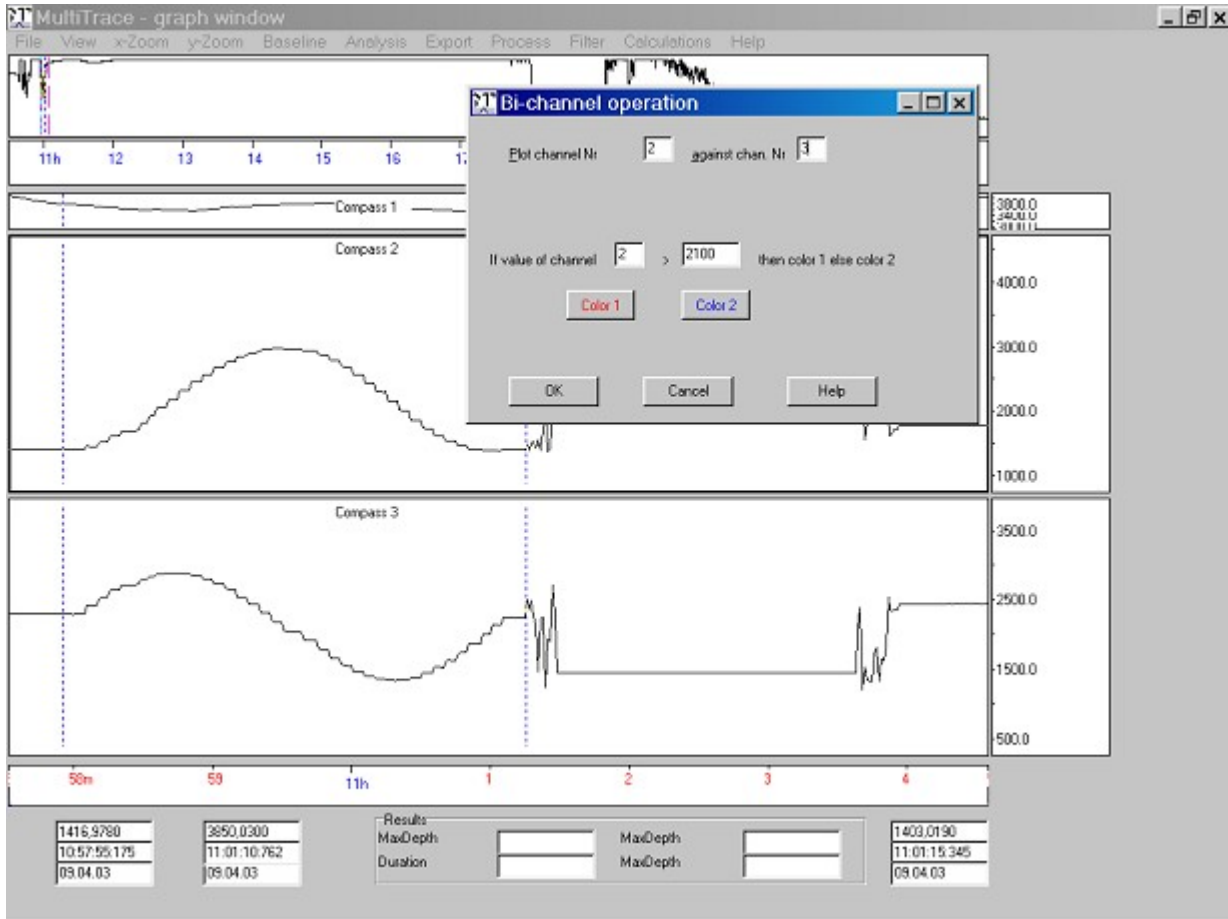 MultiTrace - graph window
File View x-Zoom y-Zoom Baseline Analysis Export Process Filter Calculations Help
Bi-channel operation
11h 12 13 14 15 16
Plot channel Nr 2 against chan. Nr 3
Compass 1
3800.0
3400.0
Compass 2
If value of channel 2 > 2100 then color 1 else color 2
4000.0
Color 1 Color 2
3000.0
OK Cancel Help
2000.0
1000.0
Compass 3
3500.0
2500.0
1500.0
500.0
58m 59 11h 1 2 3 4
Results
1416,9780 3850,0300 MaxDepth MaxDepth 1403,0190
10:57:55:175 11:01:10:762 Duration MaxDepth 11:01:15:345
09.04.03 09.04.03 09.04.03